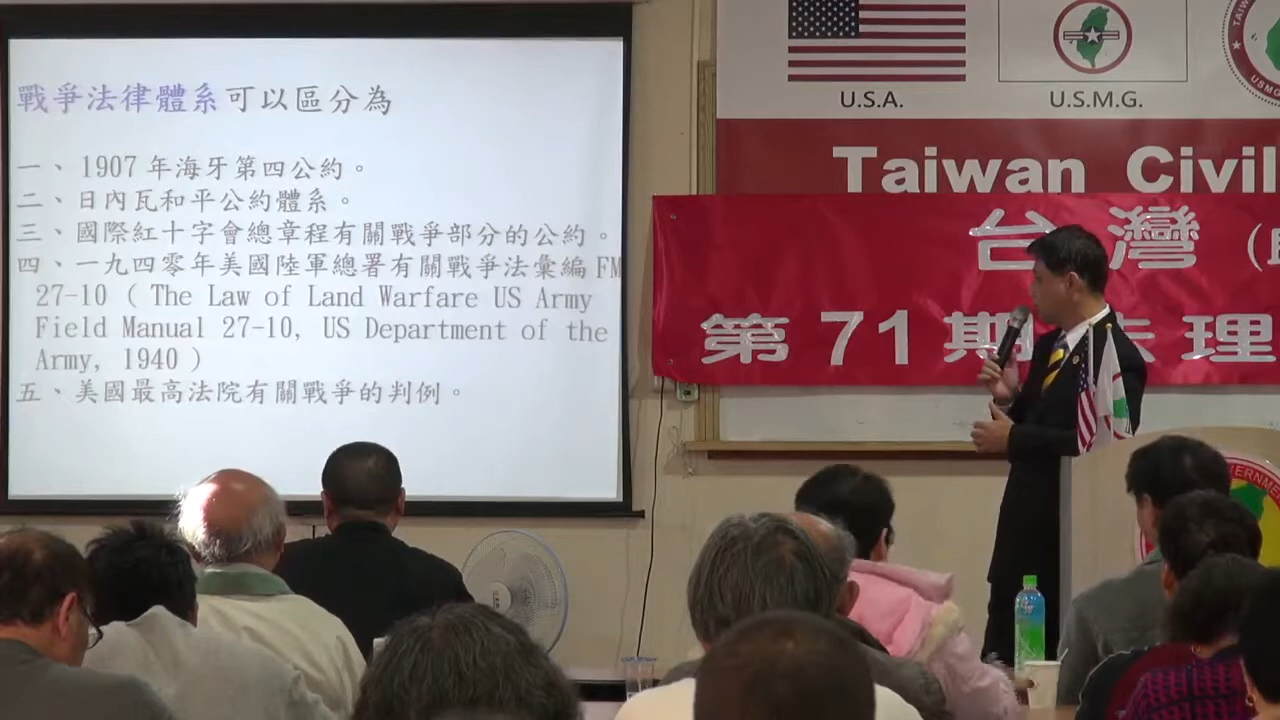 戰爭法律體系可以區分為
一、1907年海牙第四公約。
二、日內瓦和平公約體系。
三、國際紅十字會總章程有關戰爭部分的公約。
四、一九四零年美國陸軍總署有關戰爭法彙編FM
27-10 ( The Law of Land Warfare US Army
Field Manual 27-10, US Department of the
Army, 1940 )
五、美國最高法院有關戰爭的判例。
U.S.A.
U.S.M.G.
Taiwan Civil
台灣
第71期
法理